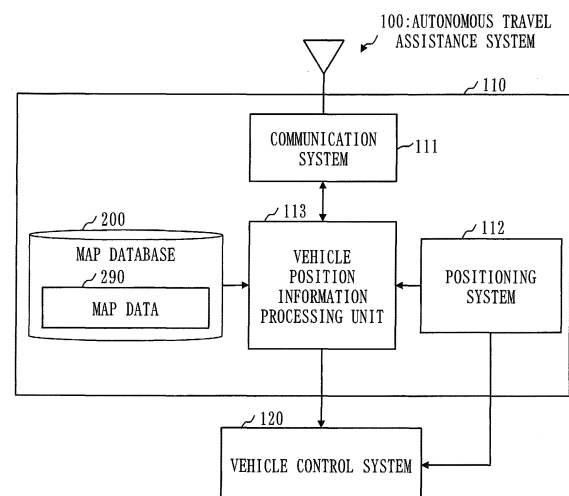 100:AUTONOMOUS TRAVEL
ASSISTANCE SYSTEM
110
COMMUNICATION
SYSTEM
111
113
200
MAP DATABASE
290
MAP DATA
VEHICLE
POSITION
INFORMATION
PROCESSING UNIT
112
POSITIONING
SYSTEM
120
VEHICLE CONTROL SYSTEM